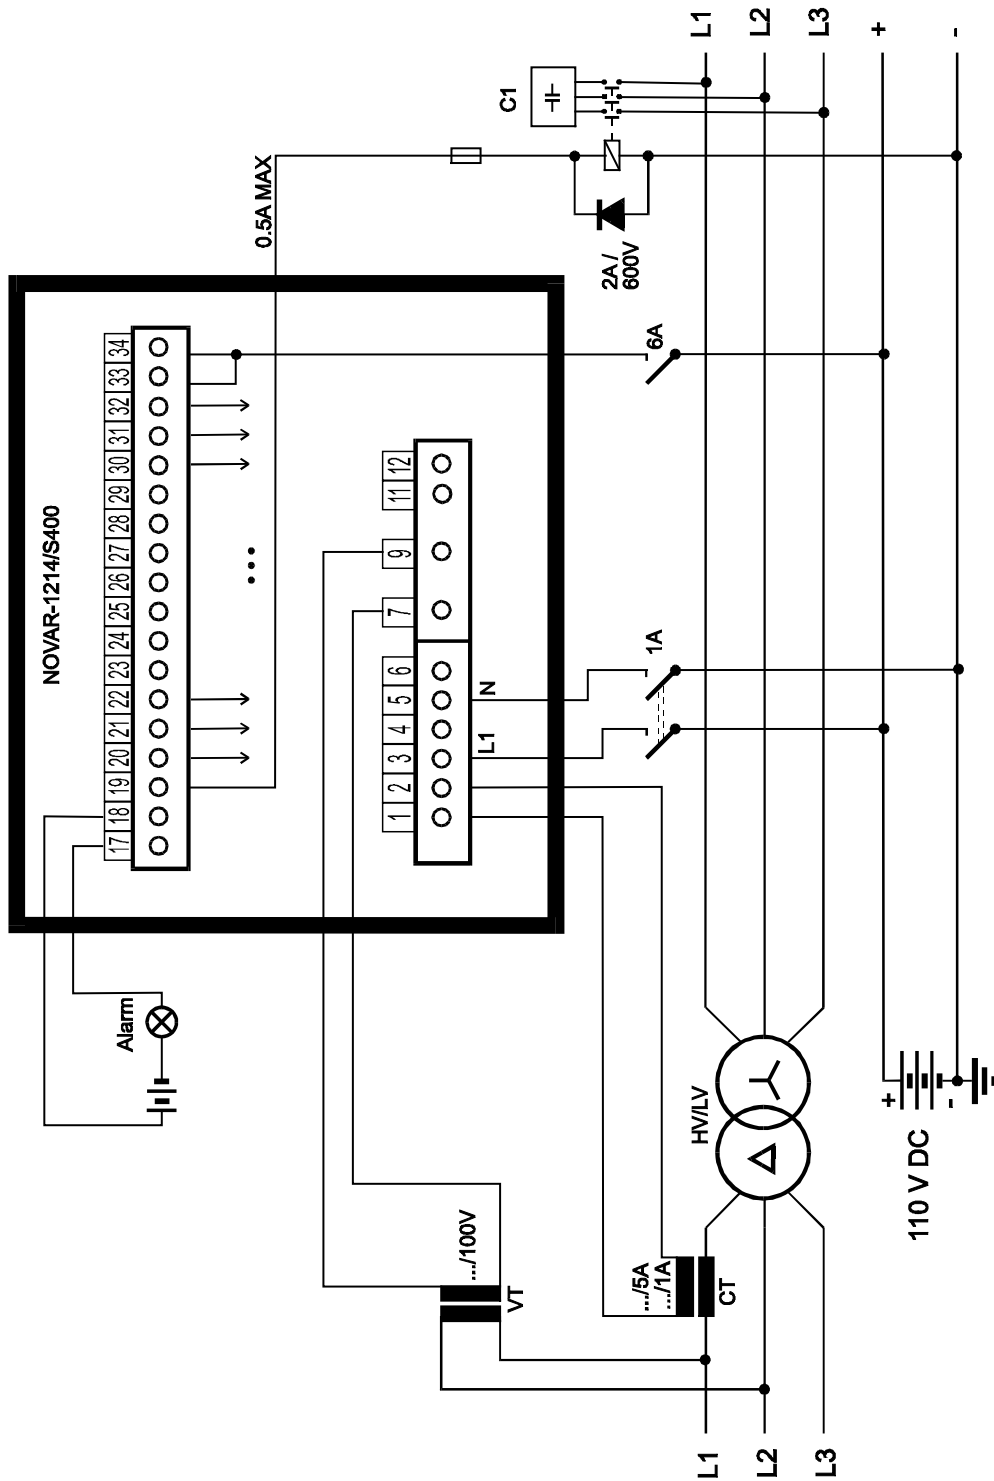 NOVAR-1214/S400
17 18 19 20 21 22 23 24 25 26 27 28 29 30 31 32 33 34
1 2 3 4 5 6 7 9 11 12
L1
N
Alarm
0.5A MAX
C1
2A /
600V
6A
1A
.../100V
VT
.../5A
.../1A
CT
HV/LV
110 V DC
+
-
L1
L2
L3
L1
L2
L3
+
-